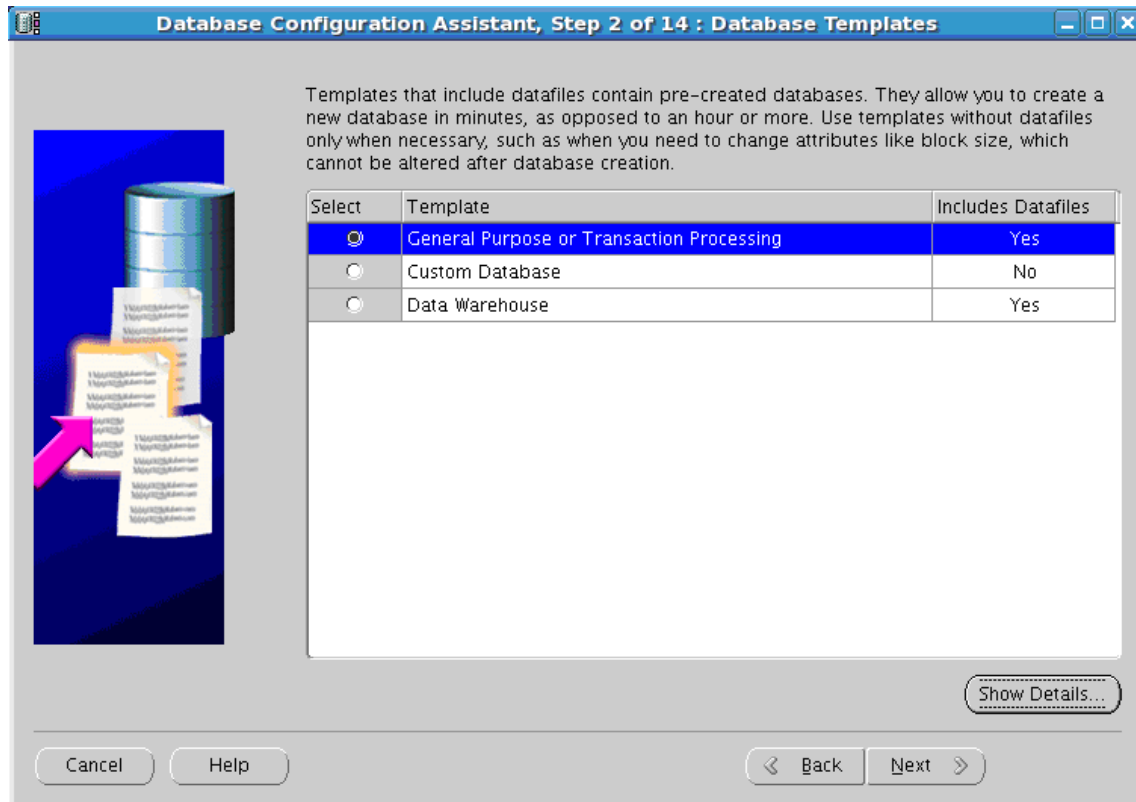 Database Configuration Assistant, Step 2 of 14 : Database Templates
Templates that include datafiles contain pre-created databases. They allow you to create a
new database in minutes, as opposed to an hour or more. Use templates without datafiles
only when necessary, such as when you need to change attributes like block size, which
cannot be altered after database creation.
Select Template Includes Datafiles
General Purpose or Transaction Processing Yes
Custom Database No
Data Warehouse Yes
Show Details...
Cancel Help Back Next